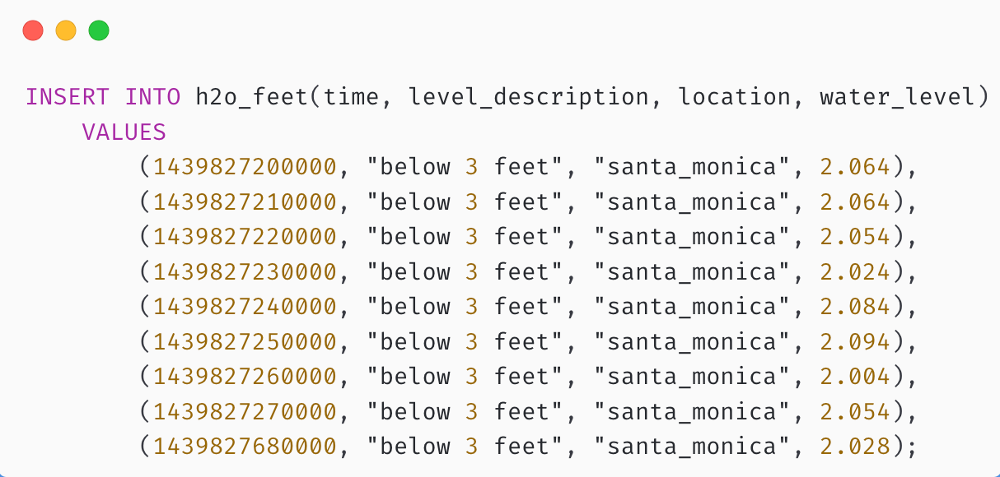 INSERT INTO h2o_feet(time, level_description, location, water_level)
VALUES
(1439827200000, "below 3 feet", "santa_monica", 2.064),
(1439827210000, "below 3 feet", "santa_monica", 2.064),
(1439827220000, "below 3 feet", "santa_monica", 2.054),
(1439827230000, "below 3 feet", "santa_monica", 2.024),
(1439827240000, "below 3 feet", "santa_monica", 2.084),
(1439827250000, "below 3 feet", "santa_monica", 2.094),
(1439827260000, "below 3 feet", "santa_monica", 2.004),
(1439827270000, "below 3 feet", "santa_monica", 2.054),
(1439827680000, "below 3 feet", "santa_monica", 2.028);